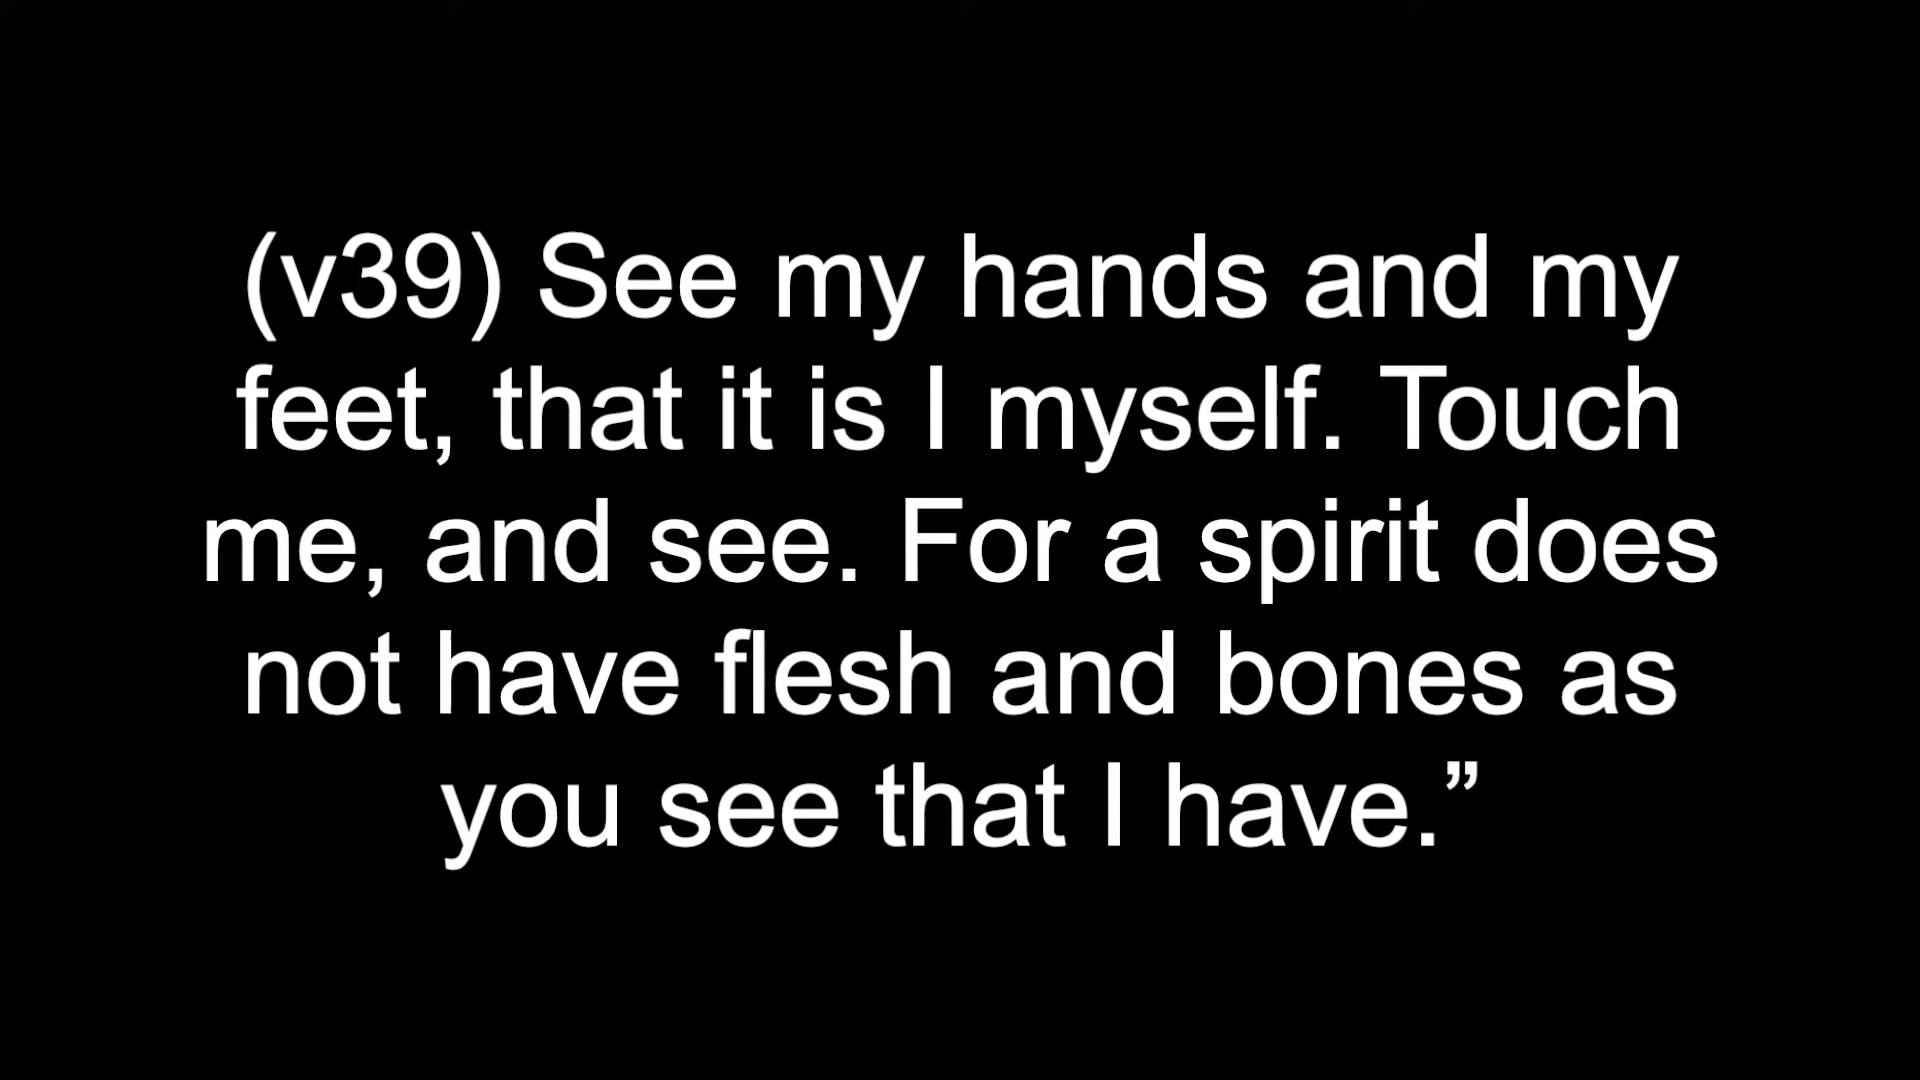 (v39) See my hands and my
feet, that it is I myself. Touch
me, and see. For a spirit does
not have flesh and bones as
you see that I have.”